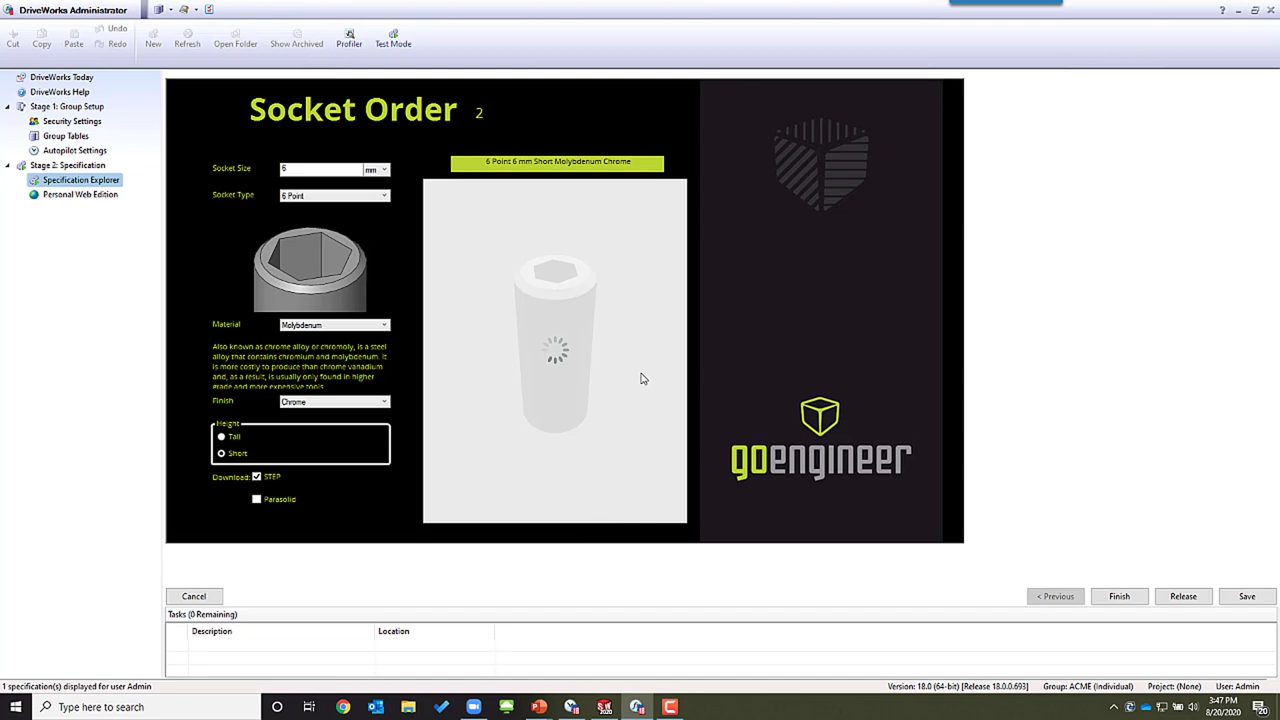 DriveWorks Administrator
Cut
Copy
Paste
Undo
Redo
New
Refresh
Open Folder
Show Archived
Profiler
Test Mode
DriveWorks Today
DriveWorks Help
Stage 1: Group Setup
Security Settings
Group Tables
Autopilot Settings
Stage 2: Specification
Specification Explorer
Personal Web Edition
Socket Order 2
Socket Size 6 mm
Socket Type 6 Point
Material Molybdenum
Also known as chrome alloy or chromoly, is a steel
alloy that contains chromium and molybdenum. It
is more costly to produce than chrome vanadium
and, as a result, is usually only found in higher
grade and more expensive tools.
Finish Chrome
Height
Tall
Short
Download: STEP
Parasolid
6 Point 6 mm Short Molybdenum Chrome
goengineer
Cancel
< Previous
Finish
Release
Save
Tasks (0 Remaining)
Description Location
1 specification(s) displayed for user Admin
Version: 18.0 (64-bit) [Release 18.0.0.693]
Group: ACME (Individual)
Project: (None)
User: Admin
Type here to search
3:47 PM
8/20/2020